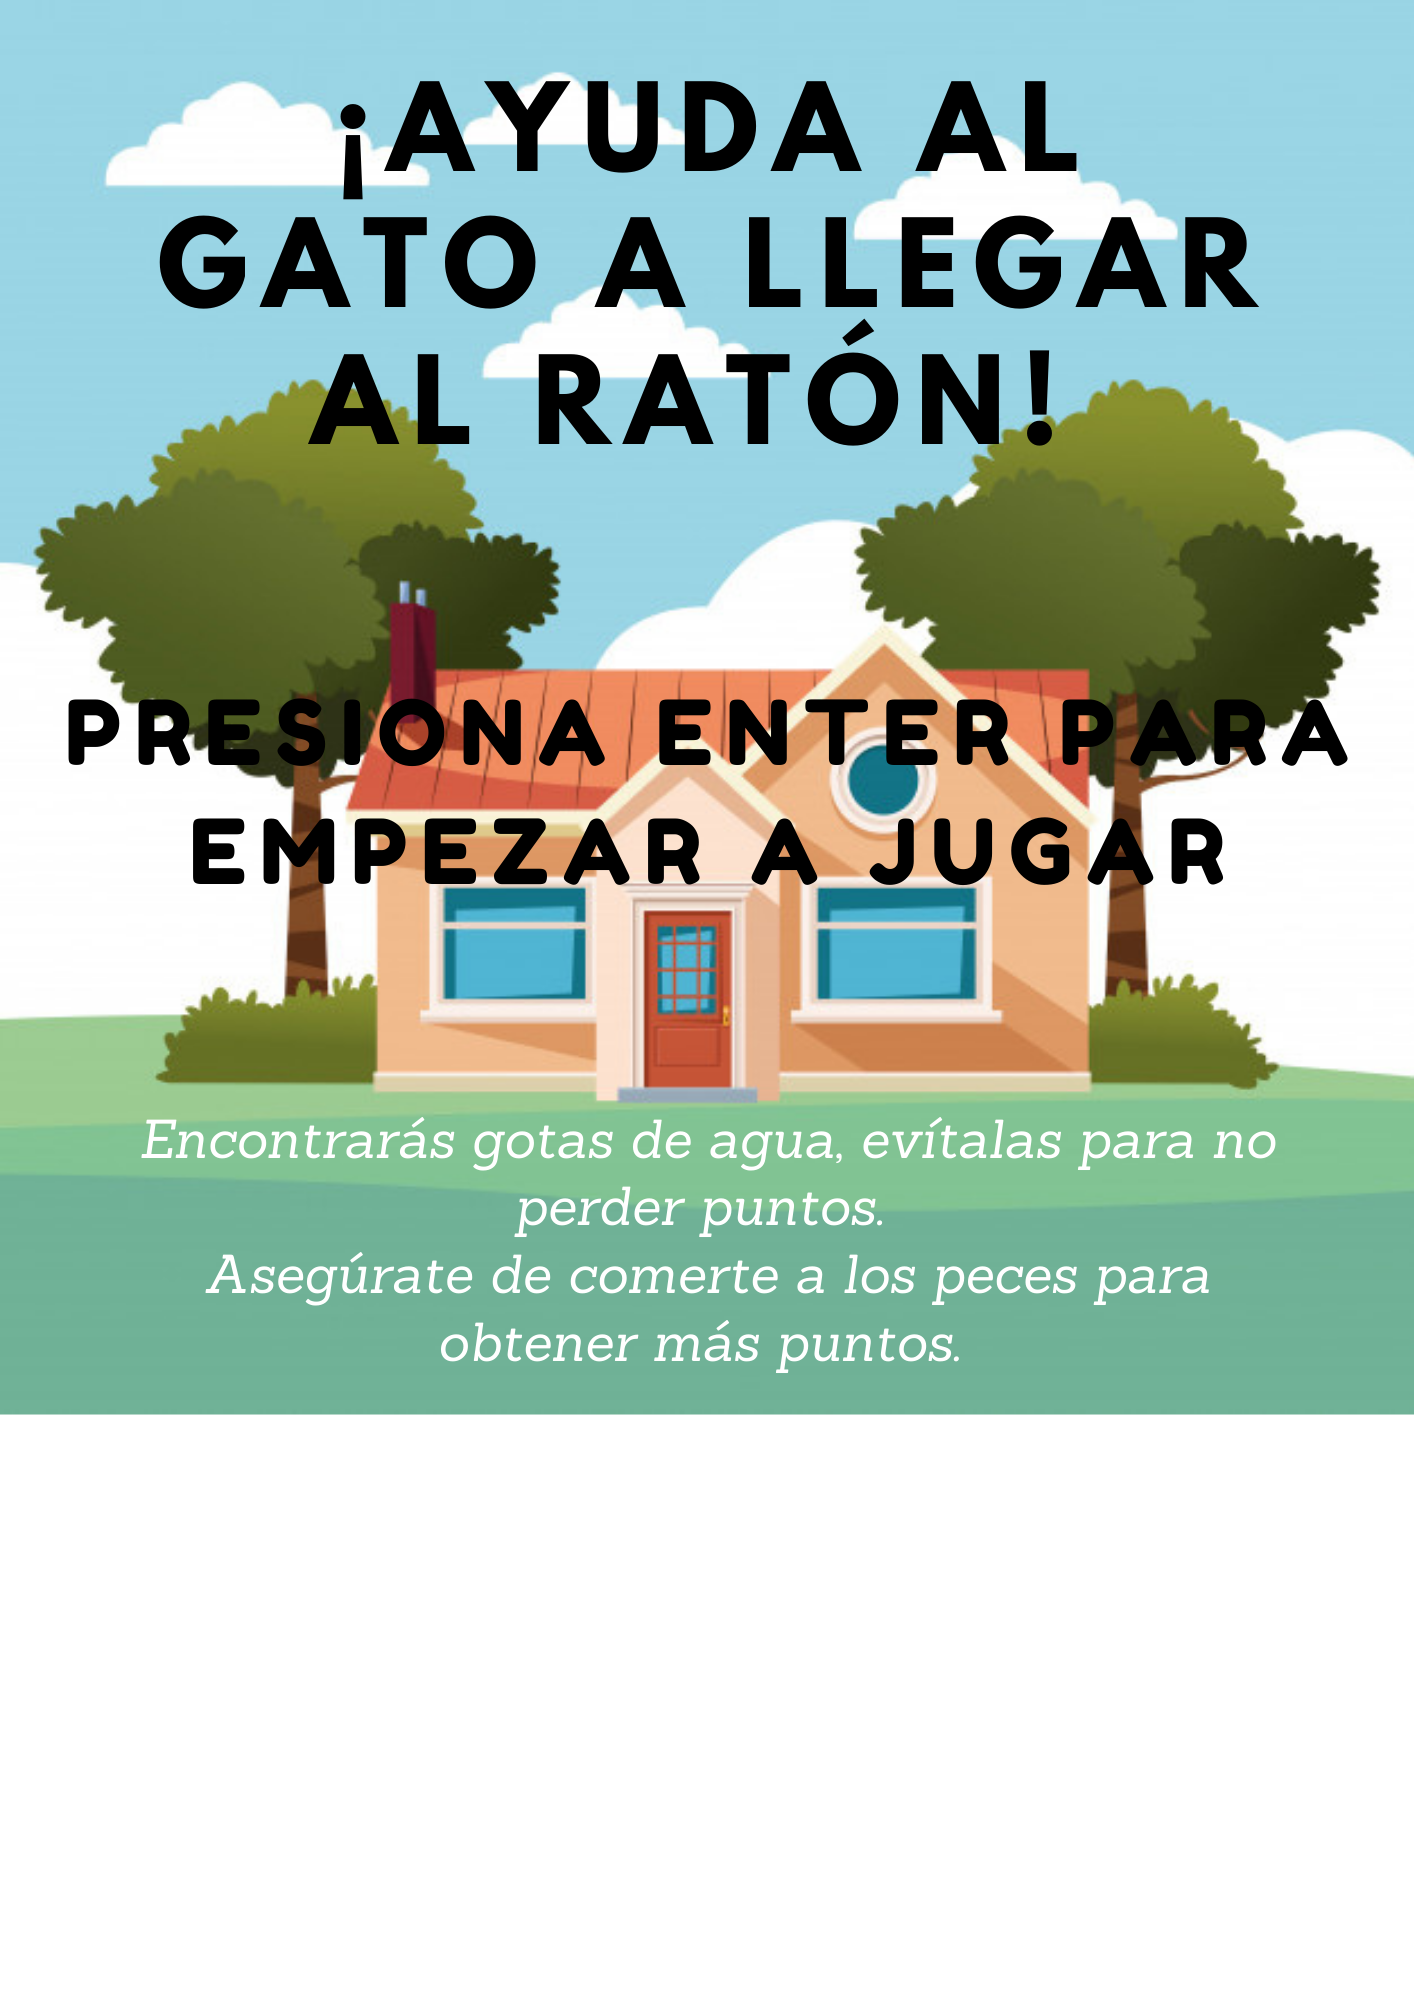 ¡AYUDA AL
GATO A LLEGAR
AL RATÓN!
PRESIONA ENTER PARA
EMPEZAR A JUGAR
Encontrarás gotas de agua, evítalas para no
perder puntos.
Asegúrate de comerte a los peces para
obtener más puntos.